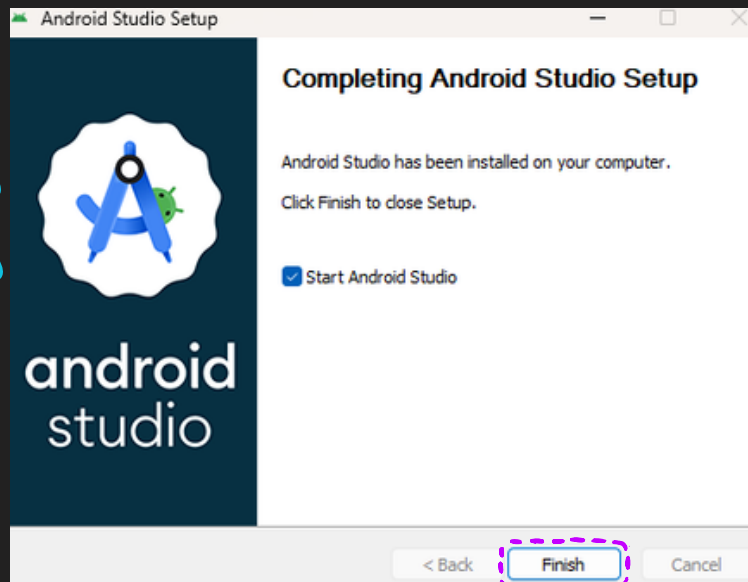 Android Studio Setup
Completing Android Studio Setup
Android Studio has been installed on your computer.
Click Finish to close Setup.
Start Android Studio
android
studio
< Back
Finish
Cancel